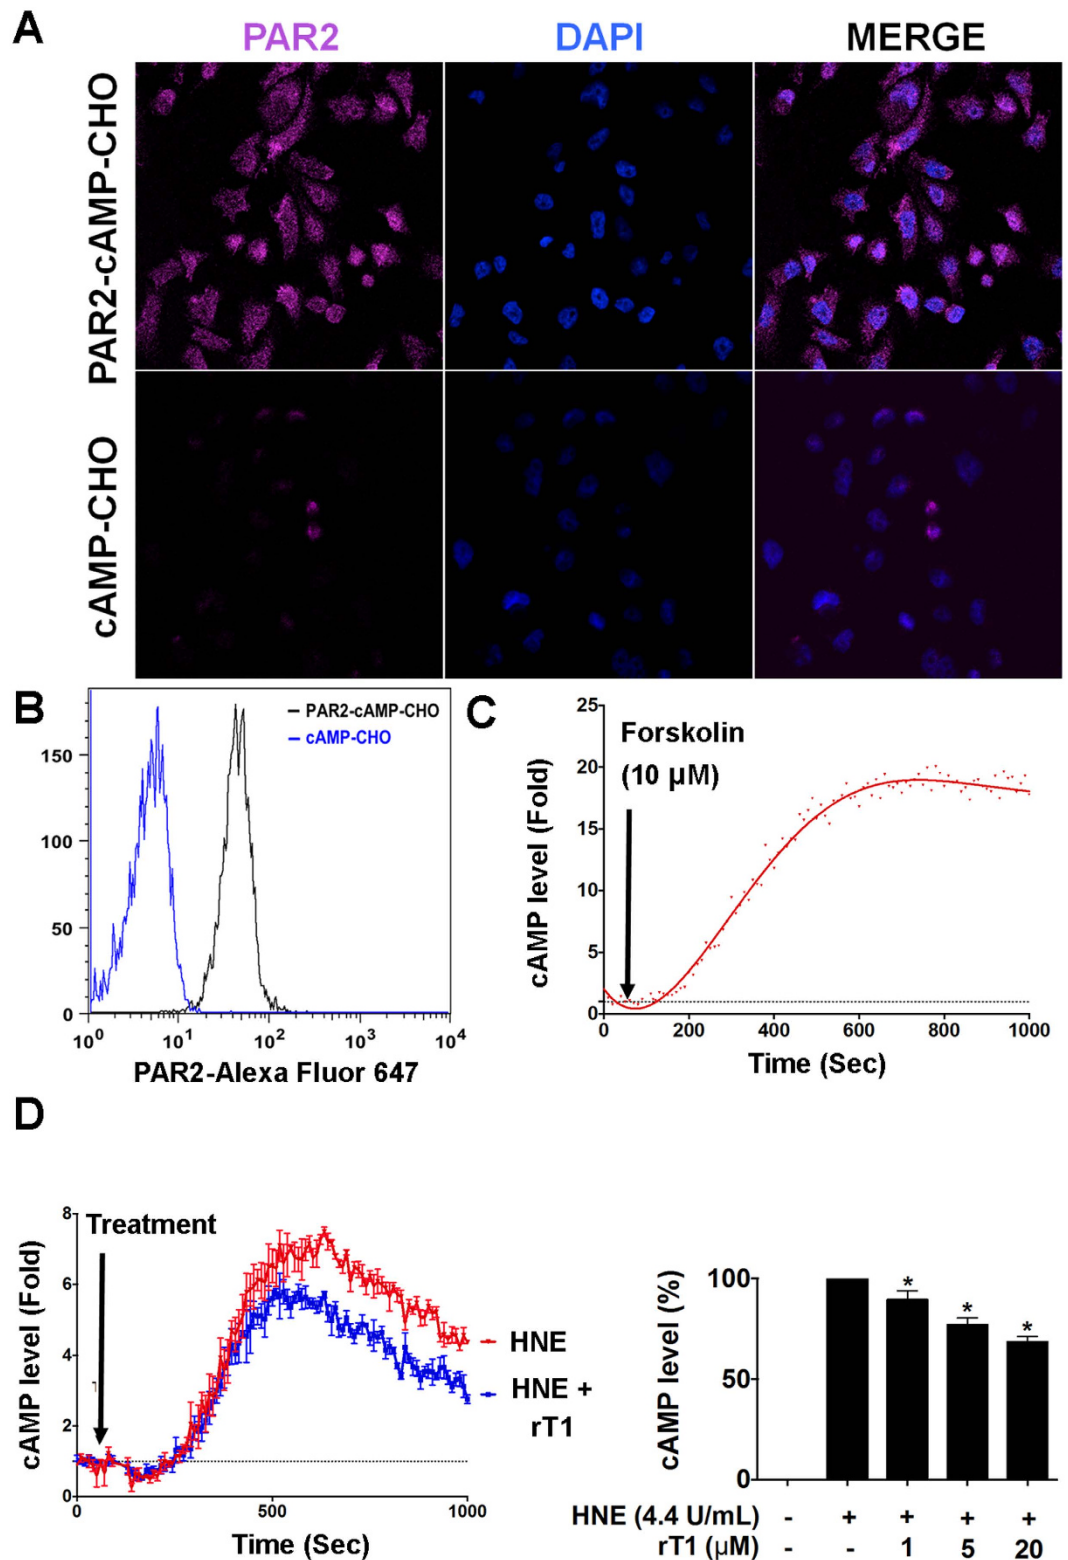 A
PAR2 DAPI MERGE
PAR2-cAMP-CHO
cAMP-CHO
B
PAR2-cAMP-CHO
cAMP-CHO
150
100
50
0
10⁰ 10¹ 10² 10³ 10⁴
PAR2-Alexa Fluor 647
C
Forskolin
(10 µM)
cAMP level (Fold)
25
20
15
10
5
0
0 200 400 600 800 1000
Time (Sec)
D
Treatment
cAMP level (Fold)
8
6
4
2
0
0 500 1000
Time (Sec)
HNE
HNE +
rT1
cAMP level (%)
100
50
0
* * *
HNE (4.4 U/mL) - + + + +
rT1 (µM) - - 1 5 20